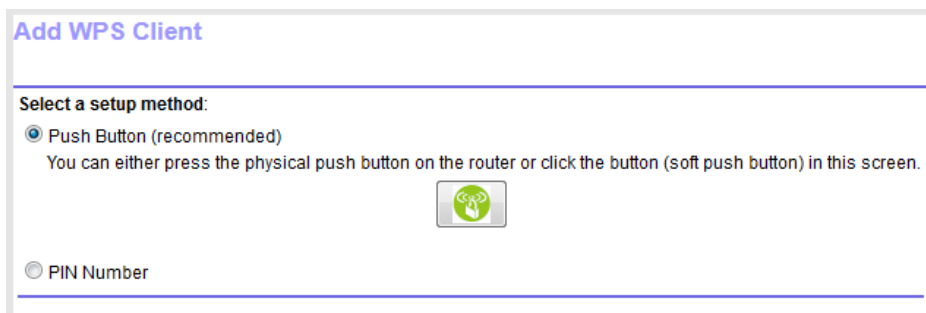 Add WPS Client
Select a setup method:
Push Button (recommended)
You can either press the physical push button on the router or click the button (soft push button) in this screen.
PIN Number